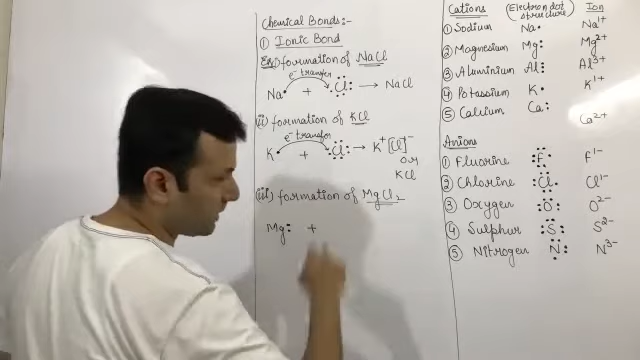 Chemical Bonds:-
① Ionic Bond
Ex:(i) formation of NaCl
e⁻ transfer
Na• + Cl → NaCl
(ii) formation of KCl
e⁻ transfer
K• + Cl → K⁺[Cl]⁻
or
KCl
(iii) formation of MgCl₂
Mg: +
Cations (Electron dot structure) Ion
① Sodium Na• Na¹⁺
② Magnesium Mg: Mg²⁺
③ Aluminium Al⋮ Al³⁺
④ Potassium K• K¹⁺
⑤ Calcium Ca: Ca²⁺
Anions
① Fluorine F F¹⁻
② Chlorine Cl Cl¹⁻
③ Oxygen O O²⁻
④ Sulphur S S²⁻
⑤ Nitrogen N N³⁻